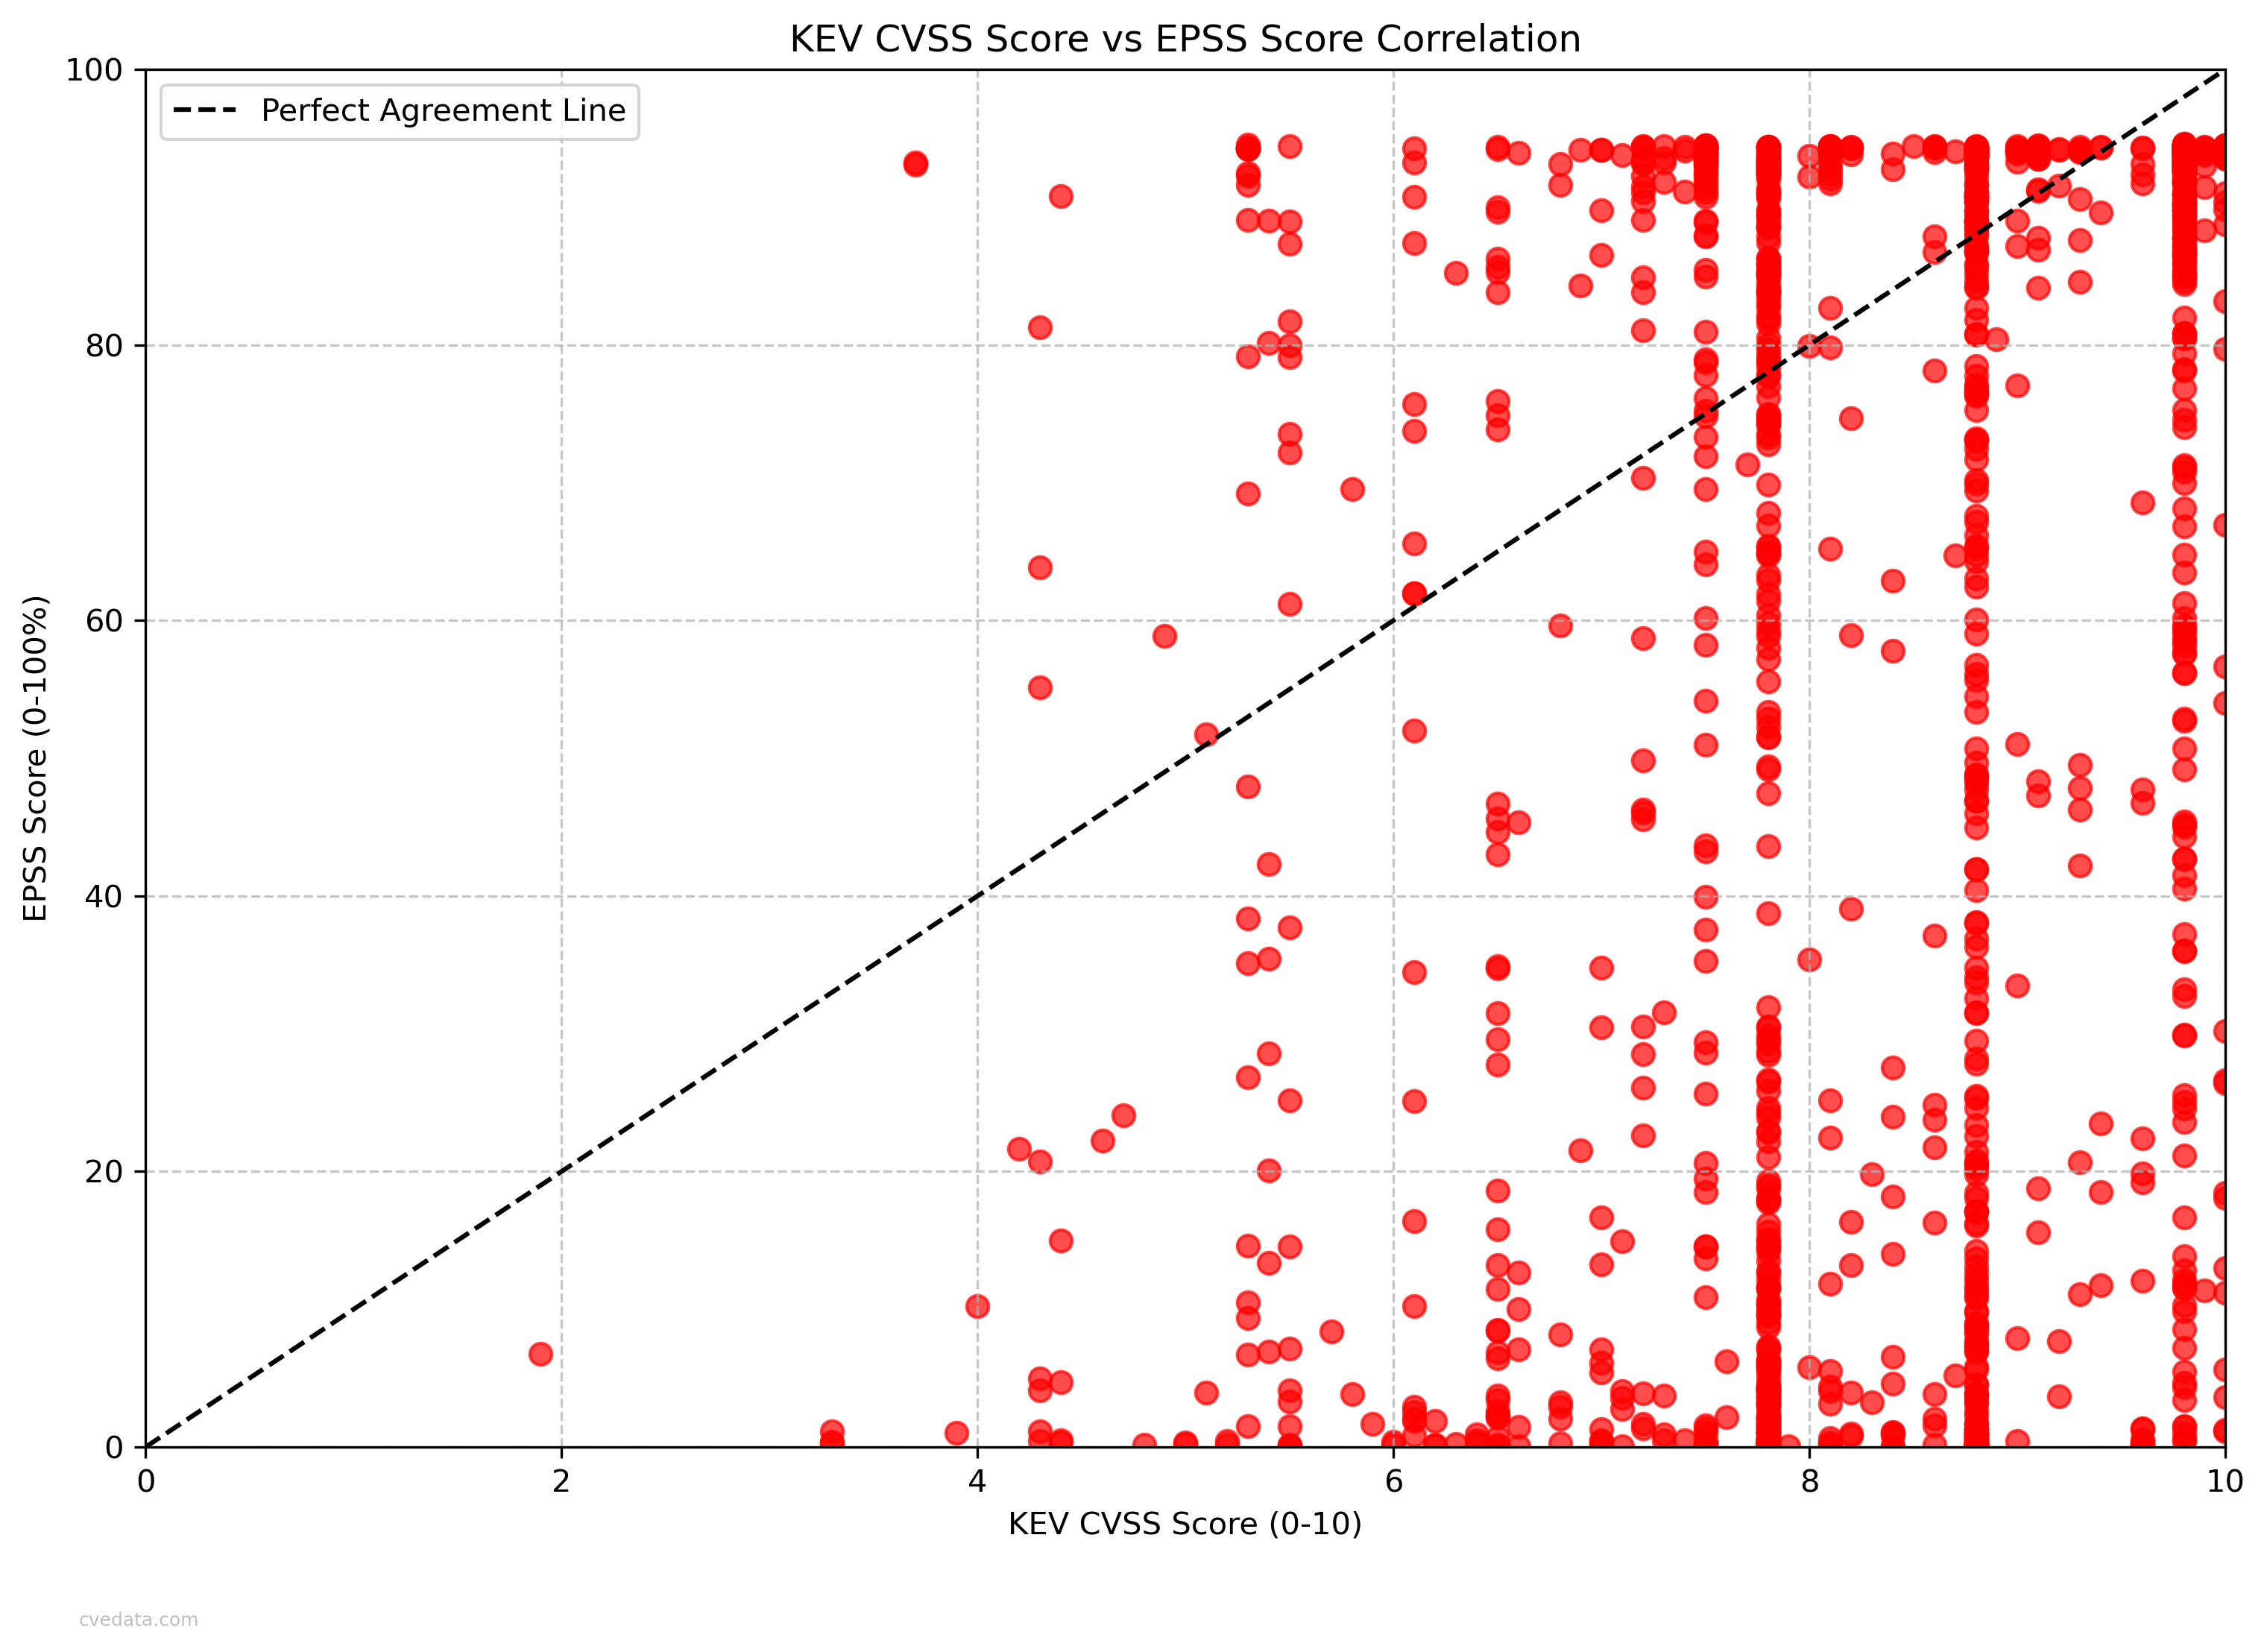 KEV CVSS Score vs EPSS Score Correlation
Perfect Agreement Line
EPSS Score (0-100%)
100
80
60
40
20
0
0 2 4 6 8 10
KEV CVSS Score (0-10)
cvedata.com